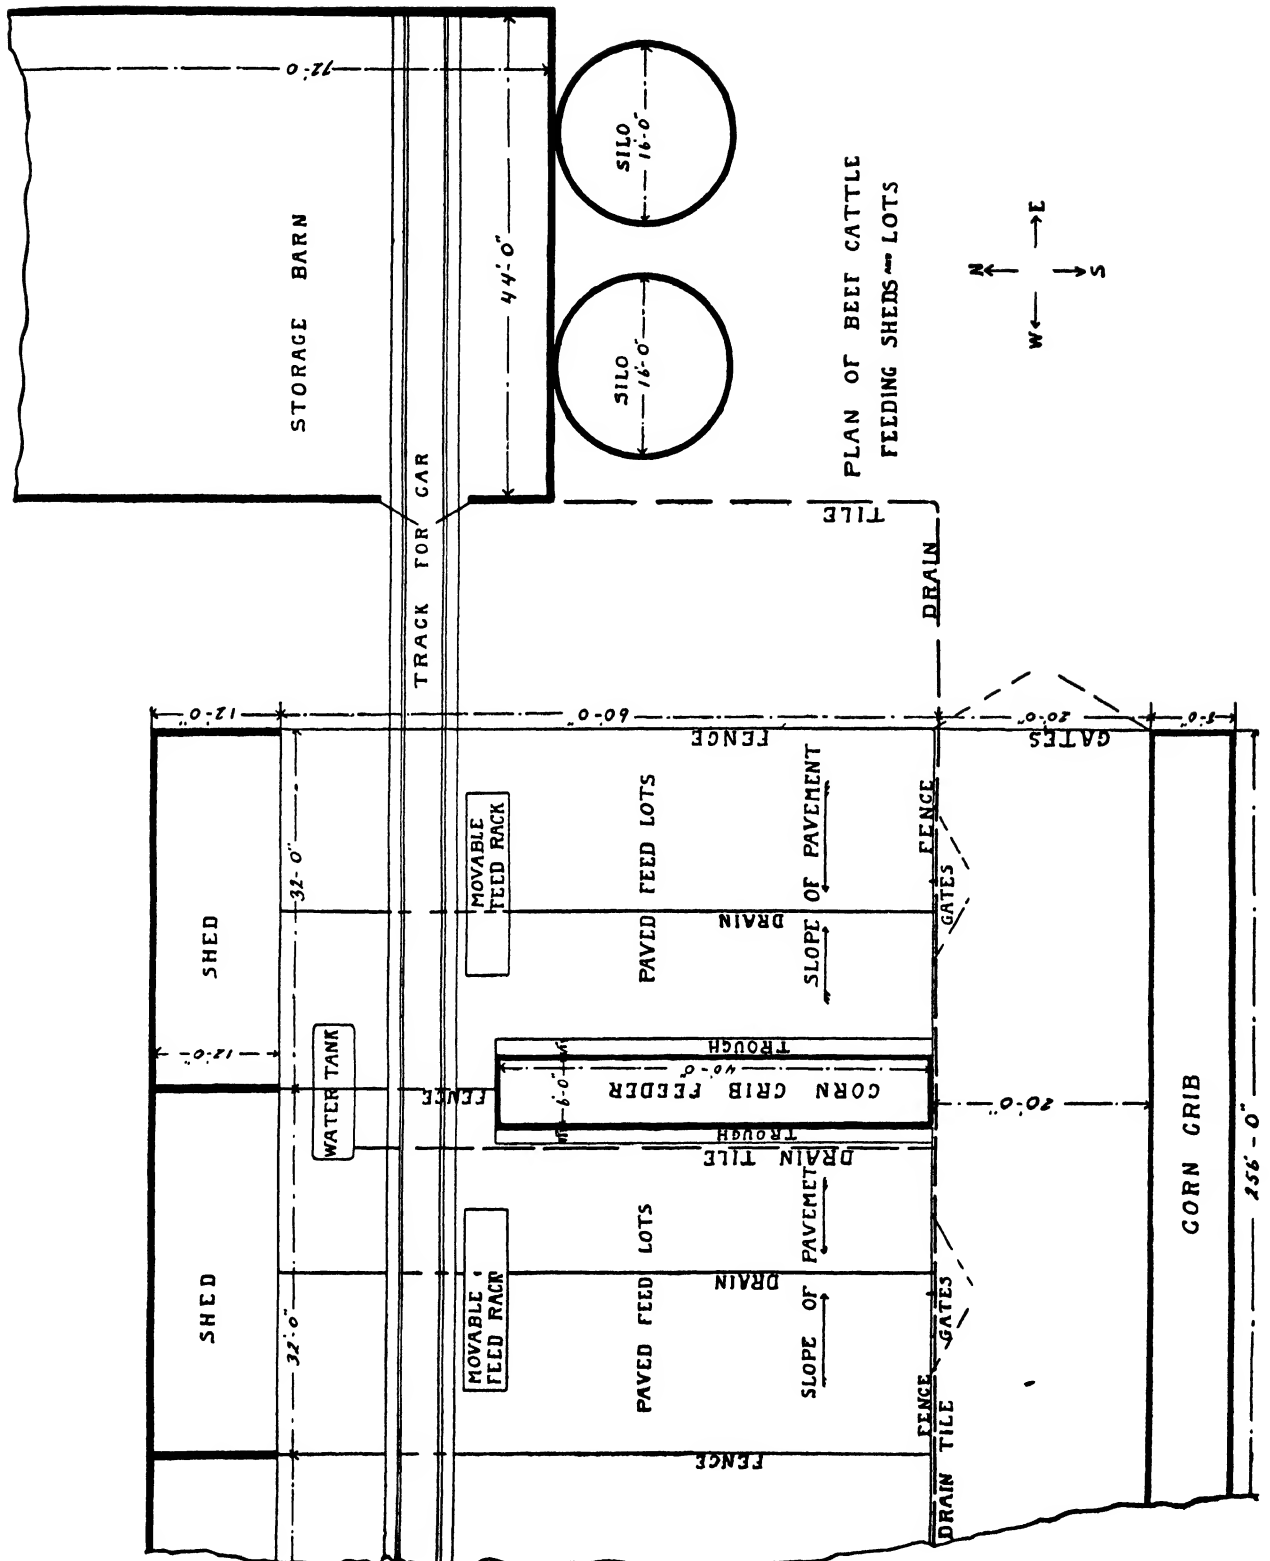 72'-0"
STORAGE BARN
44'-0"
SILO
16'-0"
SILO
16'-0"
PLAN OF BEEF CATTLE
FEEDING SHEDS AND LOTS
N
E
S
W
TRACK FOR CAR
TILE
DRAIN
12'-0"
60'-0"
20'-0"
FENCE
GATES
SHED
32'-0"
12'-0"
WATER TANK
MOVABLE
FEED RACK
PAVED FEED LOTS
SLOPE OF PAVEMENT
DRAIN
FENCE
GATES
FENCE
TROUGH
40'-0"
CORN CRIB FEEDER
6'-0"
TROUGH
DRAIN TILE
20'-0"
CORN CRIB
256'-0"
SHED
32'-0"
MOVABLE
FEED RACK
PAVED FEED LOTS
SLOPE OF PAVEMET
DRAIN
GATES
FENCE
FENCE
DRAIN TILE